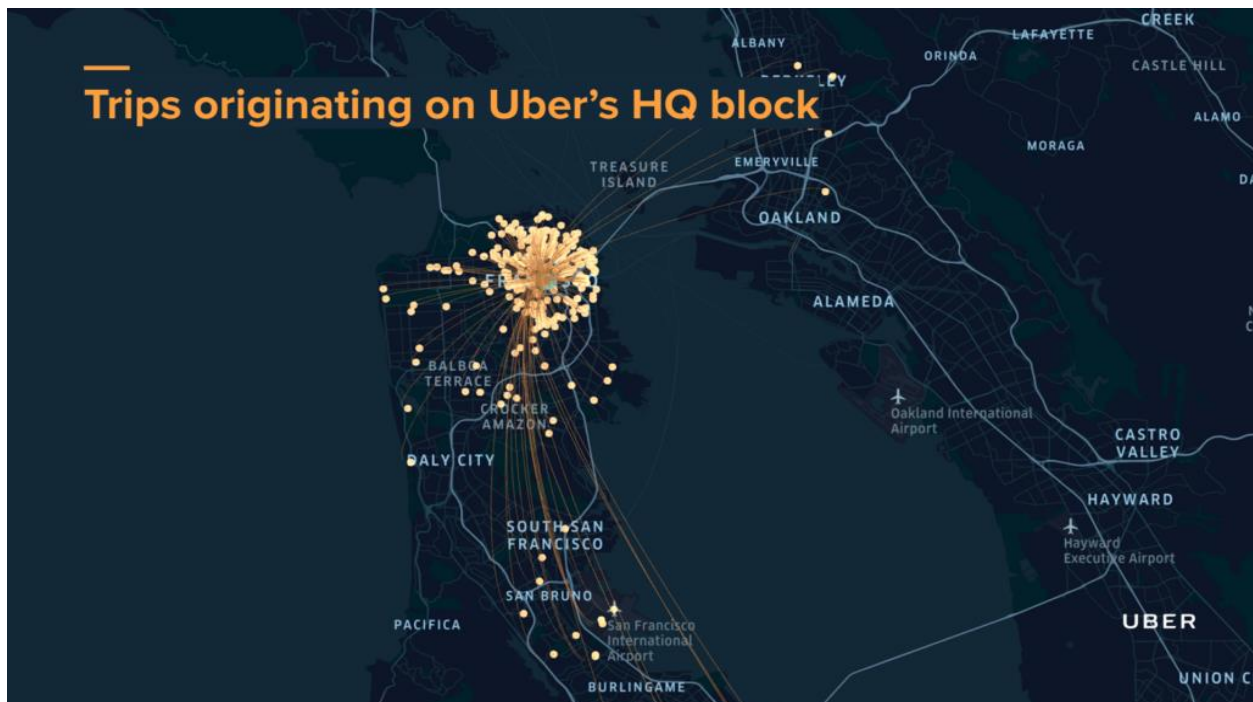 Trips originating on Uber's HQ block
CREEK
LAFAYETTE
ALBANY
ORINDA
CASTLE HILL
ALAMO
MORAGA
TREASURE
ISLAND
EMERYVILLE
OAKLAND
ALAMEDA
BALBOA
TERRACE
CROCKER
AMAZON
Oakland International
Airport
DALY CITY
CASTRO
VALLEY
HAYWARD
SOUTH SAN
FRANCISCO
Hayward
Executive Airport
SAN BRUNO
PACIFICA
San Francisco
International
Airport
UBER
UNION C
BURLINGAME